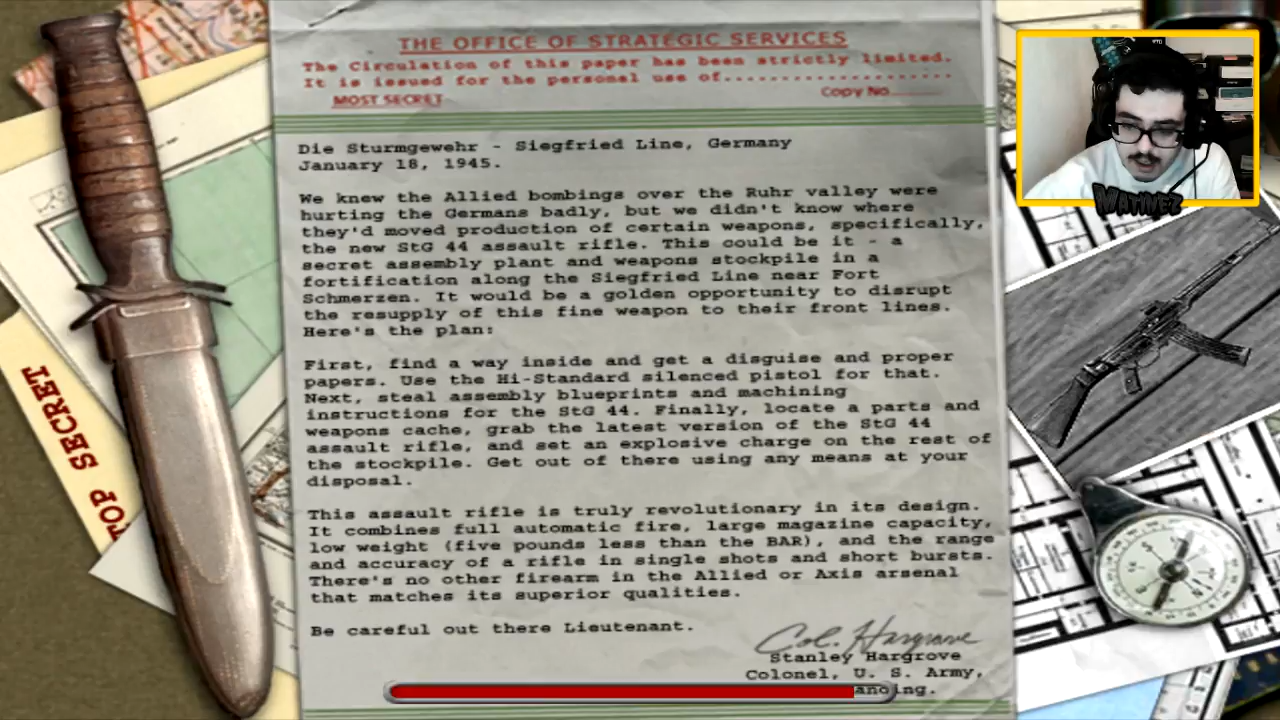 THE OFFICE OF STRATEGIC SERVICES
The Circulation of this paper has been strictly limited.
It is issued for the personal use of......................
MOST SECRET
Copy No
Die Sturmgewehr - Siegfried Line, Germany
January 18, 1945.
We knew the Allied bombings over the Ruhr valley were
hurting the Germans badly, but we didn't know where
they'd moved production of certain weapons, specifically,
the new StG 44 assault rifle. This could be it - a
secret assembly plant and weapons stockpile in a
fortification along the Siegfried Line near Fort
Schmerzen. It would be a golden opportunity to disrupt
the resupply of this fine weapon to their front lines.
Here's the plan:
First, find a way inside and get a disguise and proper
papers. Use the Hi-Standard silenced pistol for that.
Next, steal assembly blueprints and machining
instructions for the StG 44. Finally, locate a parts and
weapons cache, grab the latest version of the StG 44
assault rifle, and set an explosive charge on the rest of
the stockpile. Get out of there using any means at your
disposal.
This assault rifle is truly revolutionary in its design.
It combines full automatic fire, large magazine capacity,
low weight (five pounds less than the BAR), and the range
and accuracy of a rifle in single shots and short bursts.
There's no other firearm in the Allied or Axis arsenal
that matches its superior qualities.
Be careful out there Lieutenant.
Col. Hargrove
Stanley Hargrove
Colonel, U. S. Army,
TOP SECRET
MATINEZ